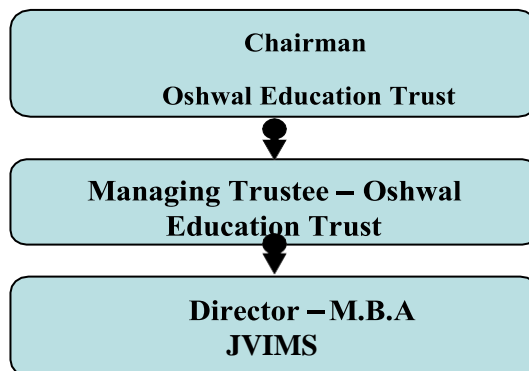 Chairman
Oshwal Education Trust
Managing Trustee – Oshwal
Education Trust
Director – M.B.A
JVIMS